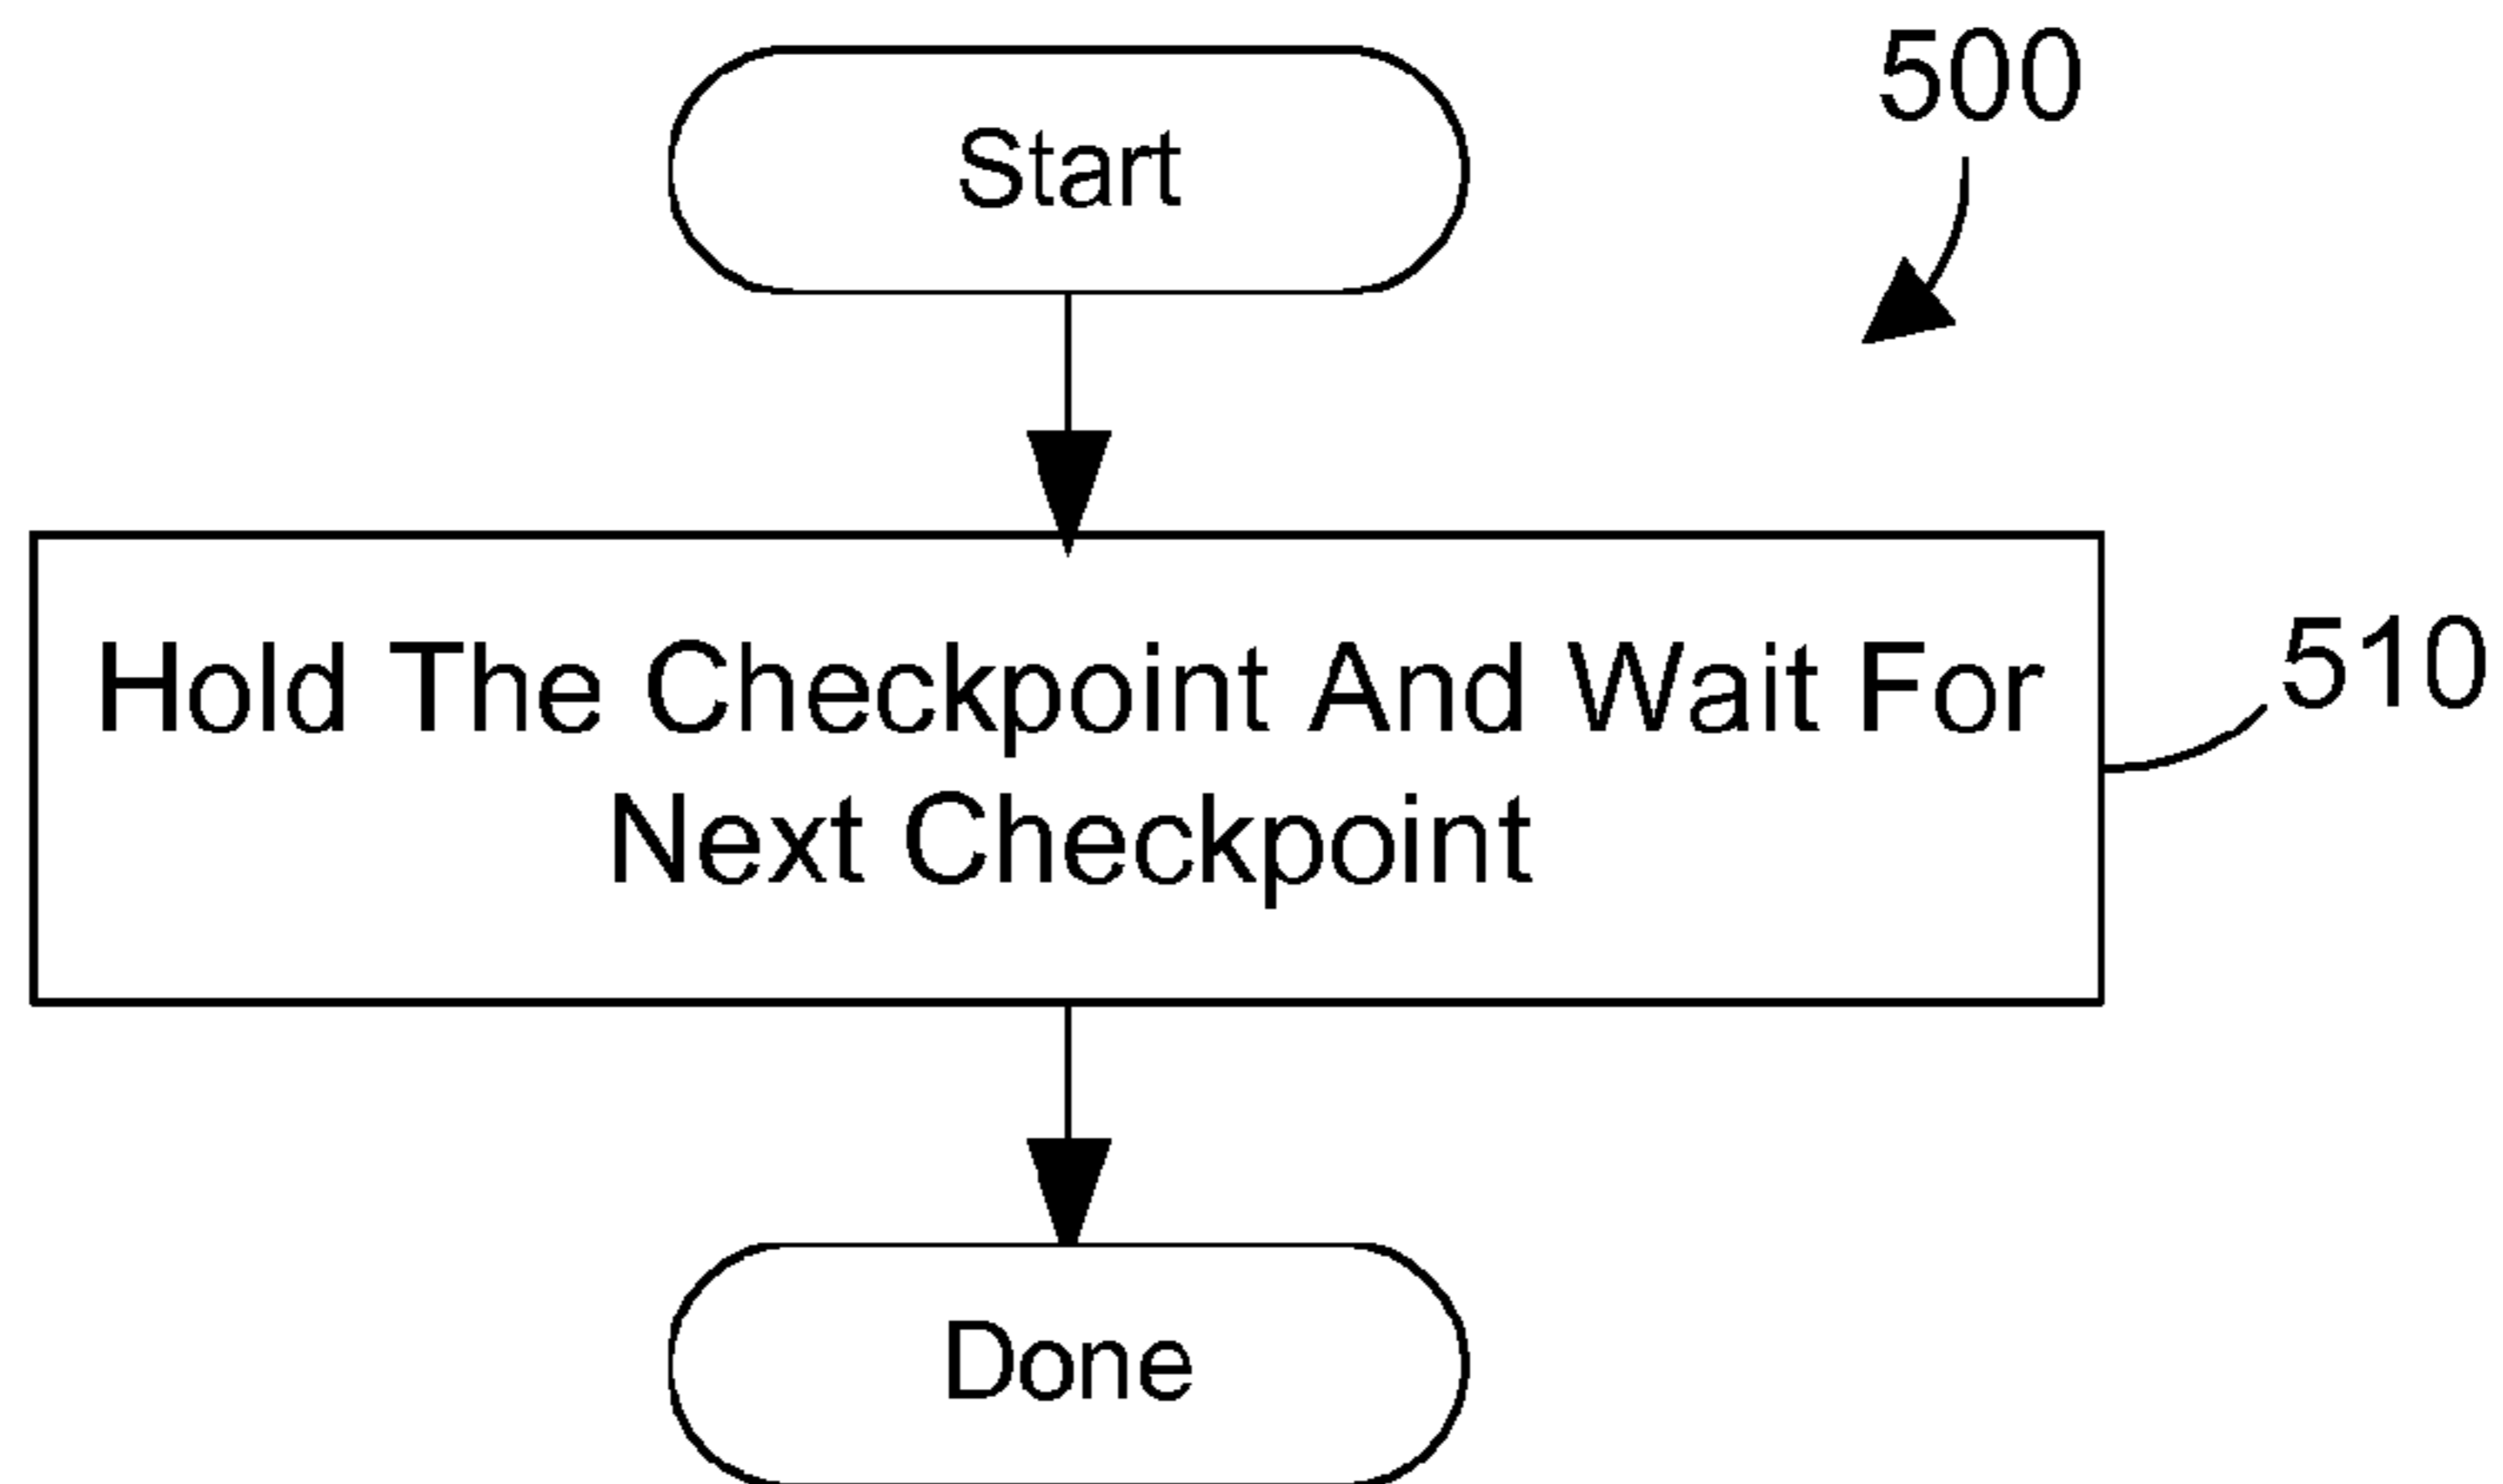 Start
500
Hold The Checkpoint And Wait For
Next Checkpoint
510
Done